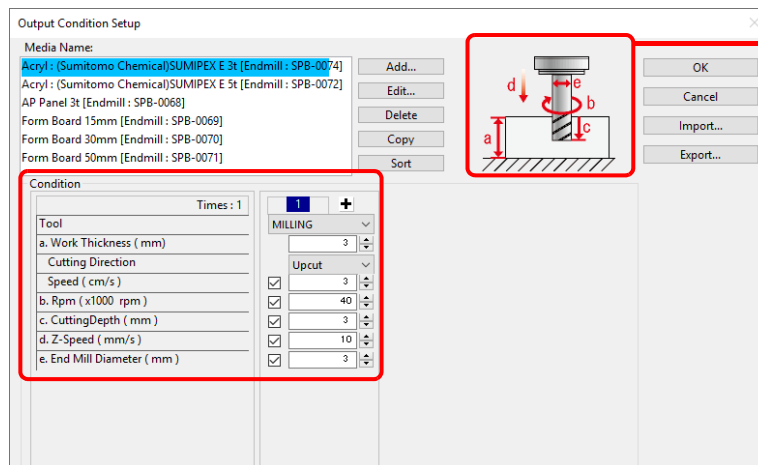 Output Condition Setup
Media Name:
Acryl : (Sumitomo Chemical)SUMIPEX E 3t [Endmill : SPB-0074]
Acryl : (Sumitomo Chemical)SUMIPEX E 5t [Endmill : SPB-0072]
AP Panel 3t [Endmill : SPB-0068]
Form Board 15mm [Endmill : SPB-0069]
Form Board 30mm [Endmill : SPB-0070]
Form Board 50mm [Endmill : SPB-0071]
Add...
Edit...
Delete
Copy
Sort
d
e
b
c
a
OK
Cancel
Import...
Export...
Condition
Times : 1
1 +
Tool MILLING
a. Work Thickness ( mm) 3
Cutting Direction Upcut
Speed ( cm/s ) 3
b. Rpm ( x1000 rpm ) 40
c. CuttingDepth ( mm ) 3
d. Z-Speed ( mm/s ) 10
e. End Mill Diameter ( mm ) 3